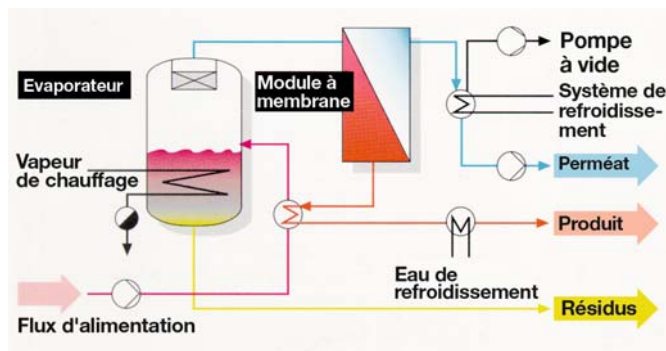 Evaporateur
Module à
membrane
Pompe
à vide
Système de
refroidisse-
ment
Vapeur
de chauffage
Perméat
Produit
Eau de
refroidissement
Résidus
Flux d'alimentation